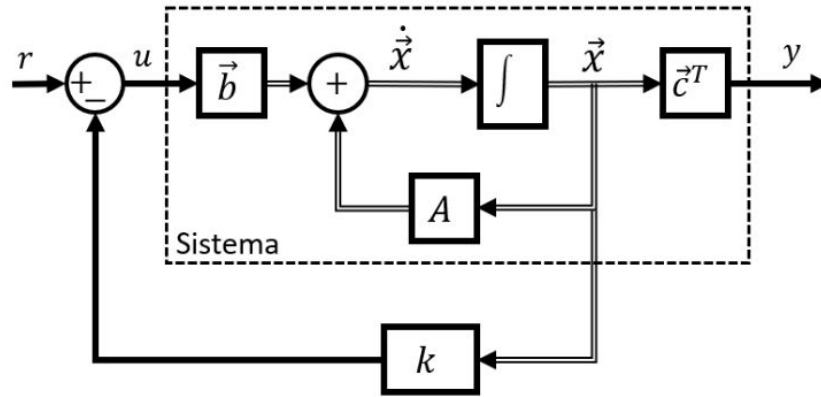 r
+
−
u
b⃗
+
ẋ⃗
∫
x⃗
c⃗ᵀ
y
A
Sistema
k